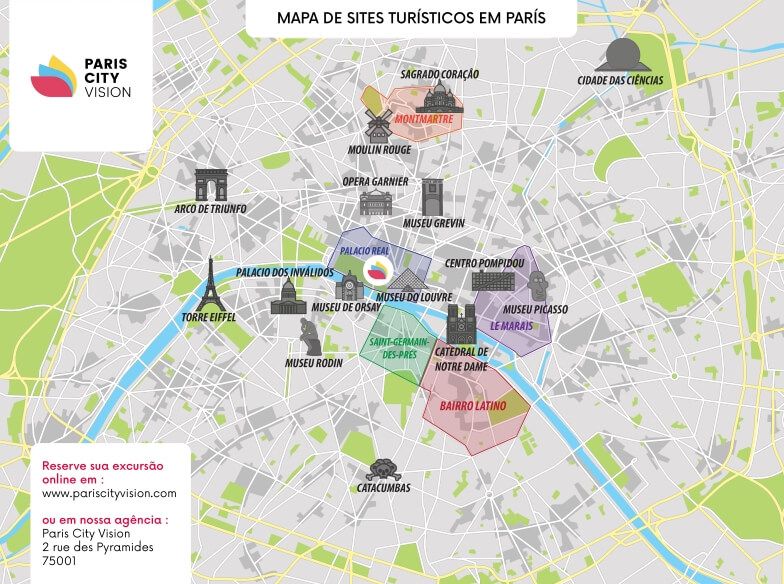 MAPA DE SITES TURÍSTICOS EM PARÍS
PARIS
CITY
VISION
SAGRADO CORAÇÃO
CIDADE DAS CIÊNCIAS
MONTMARTRE
MOULIN ROUGE
OPERA GARNIER
ARCO DE TRIUNFO
MUSEU GREVIN
PALACIO REAL
CENTRO POMPIDOU
PALACIO DOS INVÁLIDOS
MUSEU DO LOUVRE
MUSEU DE ORSAY
MUSEU PICASSO
TORRE EIFFEL
LE MARAIS
SAINT-GERMAIN-
DES-PRÉS
CATEDRAL DE
NOTRE DAME
MUSEU RODIN
BAIRRO LATINO
CATACUMBAS
Reserve sua excursão
online em :
www.pariscityvision.com
ou em nossa agência :
Paris City Vision
2 rue des Pyramides
75001